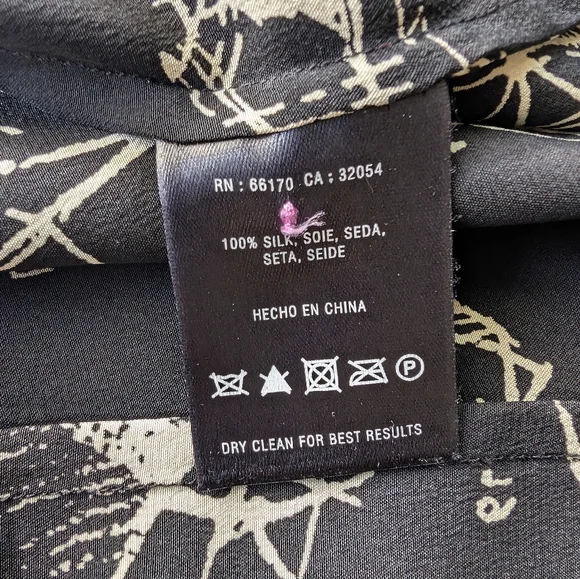 RN : 66170 CA : 32054
100% SILK, SOIE, SEDA,
SETA, SEIDE
HECHO EN CHINA
P
DRY CLEAN FOR BEST RESULTS